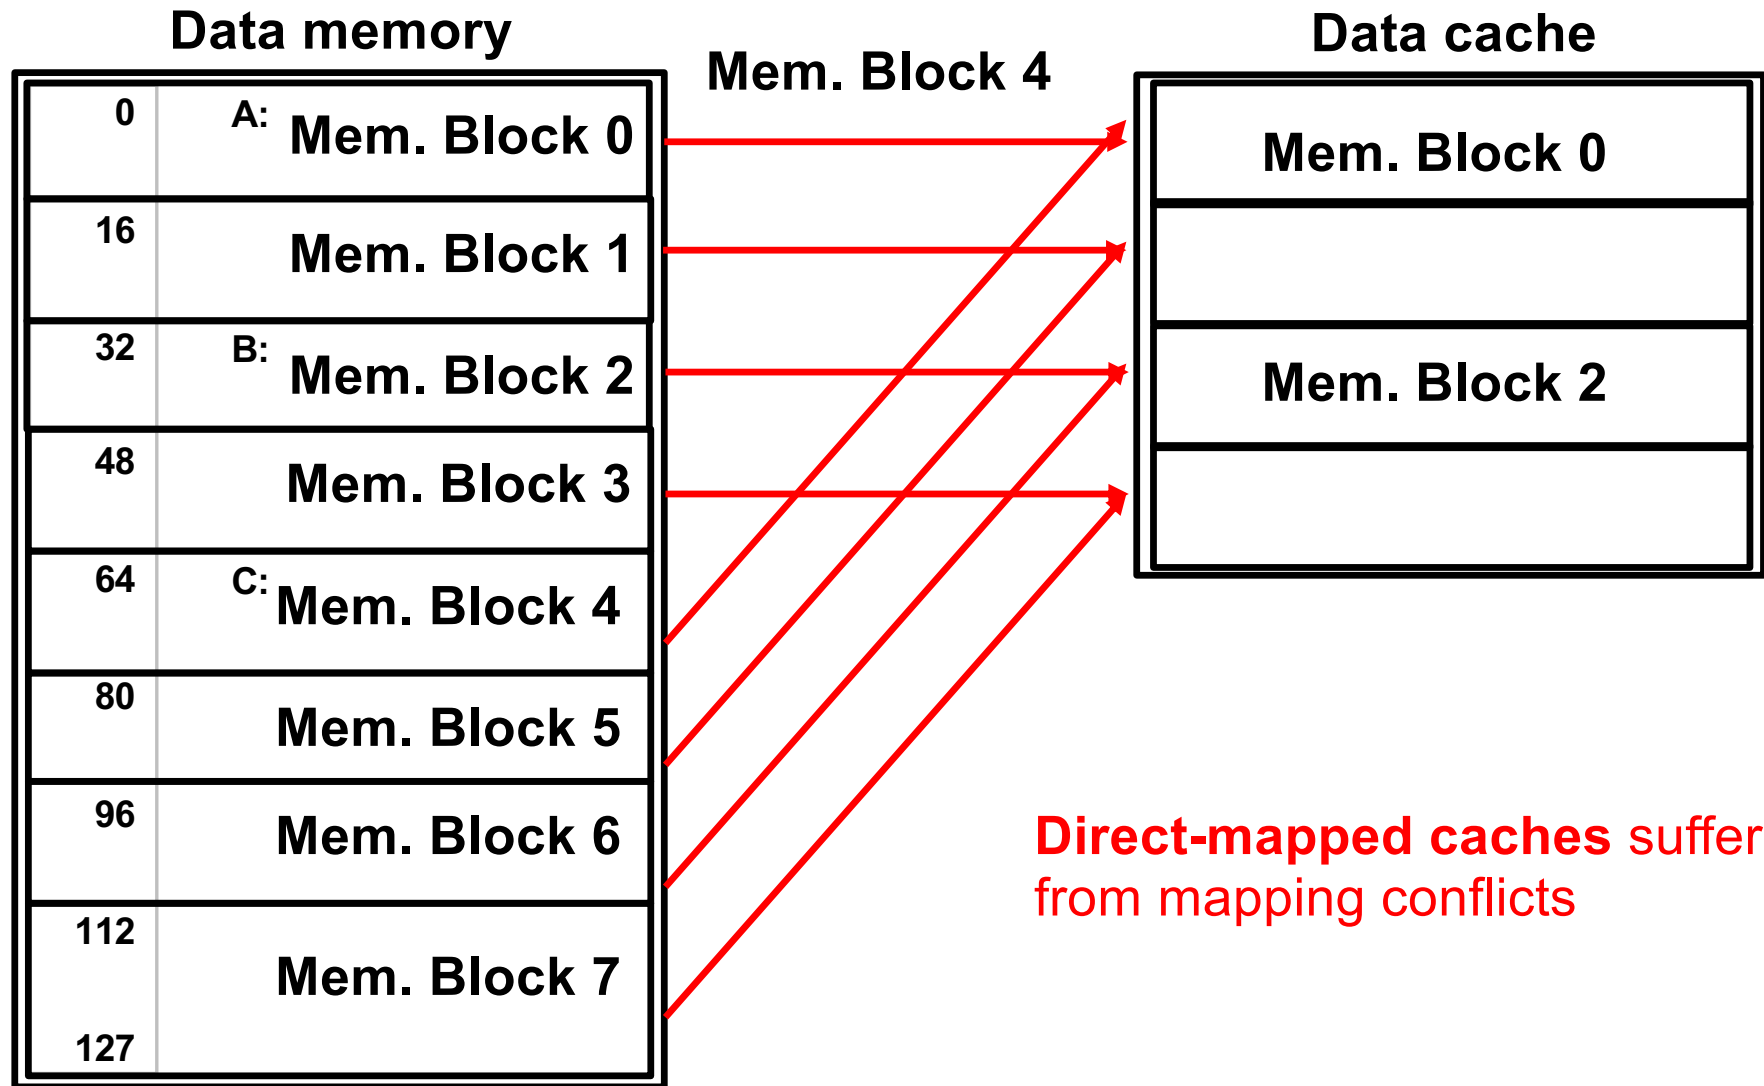 Data memory
Mem. Block 4
Data cache
0 A: Mem. Block 0
16 Mem. Block 1
32 B: Mem. Block 2
48 Mem. Block 3
64 C: Mem. Block 4
80 Mem. Block 5
96 Mem. Block 6
112 Mem. Block 7
127
Mem. Block 0
Mem. Block 2
Direct-mapped caches suffer
from mapping conflicts